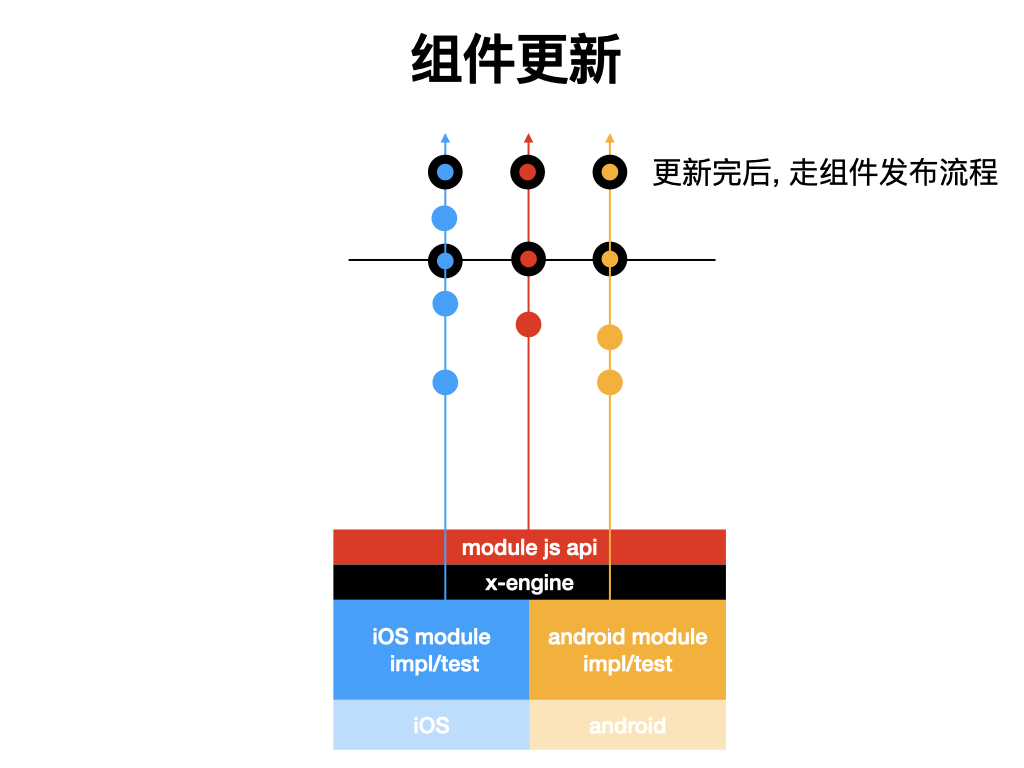 组件更新
更新完后, 走组件发布流程
module js api
x-engine
iOS module
impl/test
android module
impl/test
iOS
android